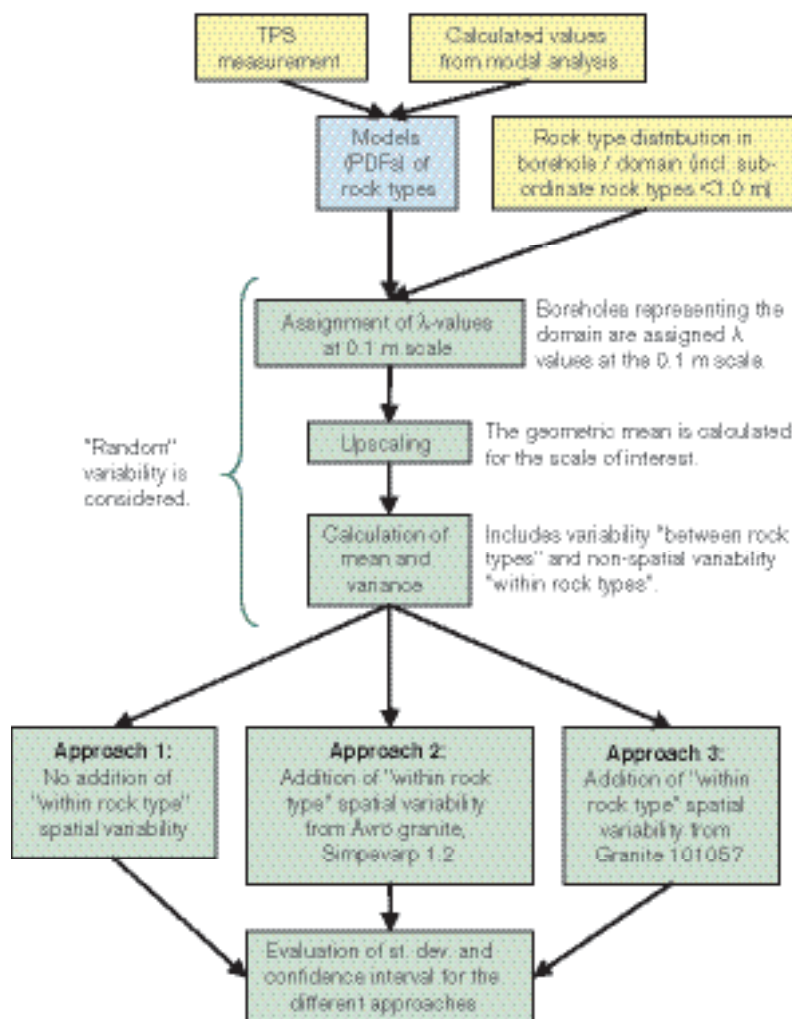 TPS
measurement
Calculated values
from modal analysis
Models
(PDFs) of
rock types
Rock type distribution in
borehole / domain (incl. sub-
ordinate rock types <1.0 m)
Assignment of λ-values
at 0.1 m scale
Boreholes representing the
domain are assigned λ
values at the 0.1 m scale.
Upscaling
The geometric mean is calculated
for the scale of interest.
"Random"
variability is
considered.
Calculation of
mean and
variance
Includes variability "between rock
types" and non-spatial variability
"within rock types".
Approach 1:
No addition of
"within rock type"
spatial variability
Approach 2:
Addition of "within rock
type" spatial variability
from Ävrö granite,
Simpevarp 1.2
Approach 3:
Addition of "within
rock type" spatial
variability from
Granite 101057
Evaluation of st. dev. and
confidence interval for the
different approaches